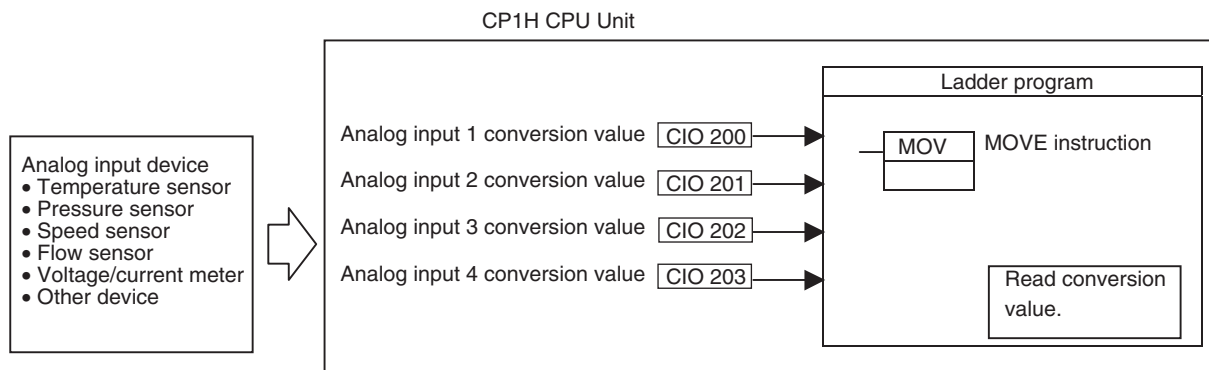 CP1H CPU Unit
Analog input device
• Temperature sensor
• Pressure sensor
• Speed sensor
• Flow sensor
• Voltage/current meter
• Other device
Analog input 1 conversion value CIO 200
Analog input 2 conversion value CIO 201
Analog input 3 conversion value CIO 202
Analog input 4 conversion value CIO 203
Ladder program
MOV MOVE instruction
Read conversion
value.